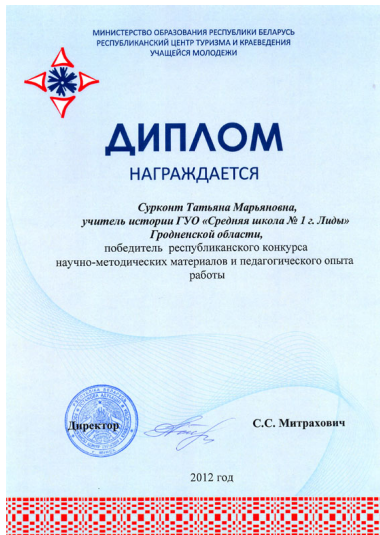 МИНИСТЕРСТВО ОБРАЗОВАНИЯ РЕСПУБЛИКИ БЕЛАРУСЬ
РЕСПУБЛИКАНСКИЙ ЦЕНТР ТУРИЗМА И КРАЕВЕДЕНИЯ
УЧАЩЕЙСЯ МОЛОДЕЖИ
ДИПЛОМ
НАГРАЖДАЕТСЯ
Сурконт Татьяна Марьяновна,
учитель истории ГУО «Средняя школа № 1 г. Лиды»
Гродненской области,
победитель республиканского конкурса
научно-методических материалов и педагогического опыта
работы
Директор С.С. Митрахович
2012 год